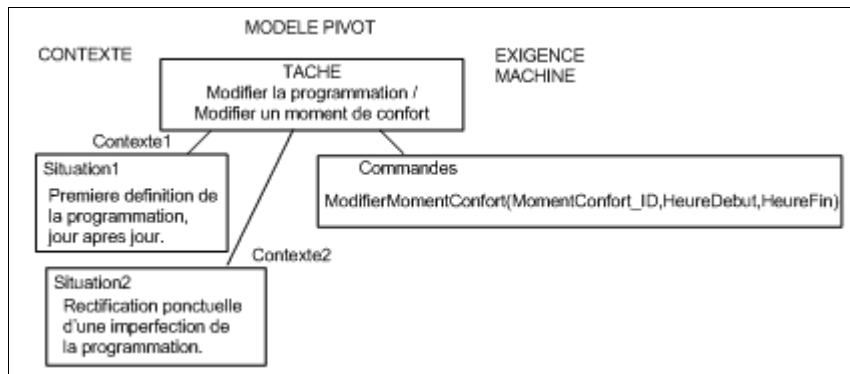 MODELE PIVOT
CONTEXTE
EXIGENCE
MACHINE
TACHE
Modifier la programmation /
Modifier un moment de confort
Contexte1
Situation1
Premiere definition de
la programmation,
jour apres jour.
Commandes
ModifierMomentConfort(MomentConfort_ID,HeureDebut,HeureFin)
Contexte2
Situation2
Rectification ponctuelle
d'une imperfection de
la programmation.